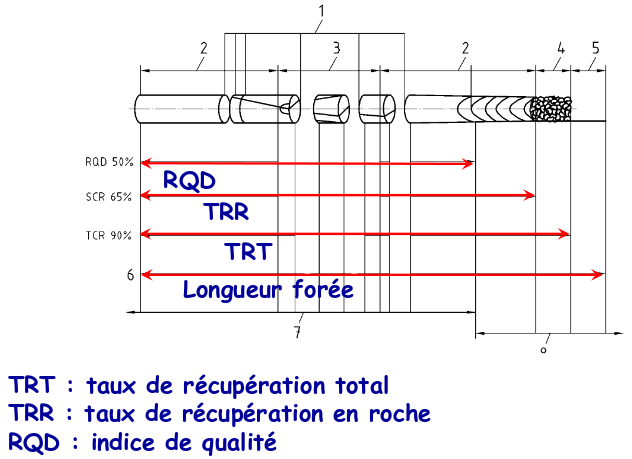 1
2 3 2 4 5
RQD 50%
RQD
SCR 65%
TRR
TCR 90%
TRT
6
Longueur forée
7
TRT : taux de récupération total
TRR : taux de récupération en roche
RQD : indice de qualité